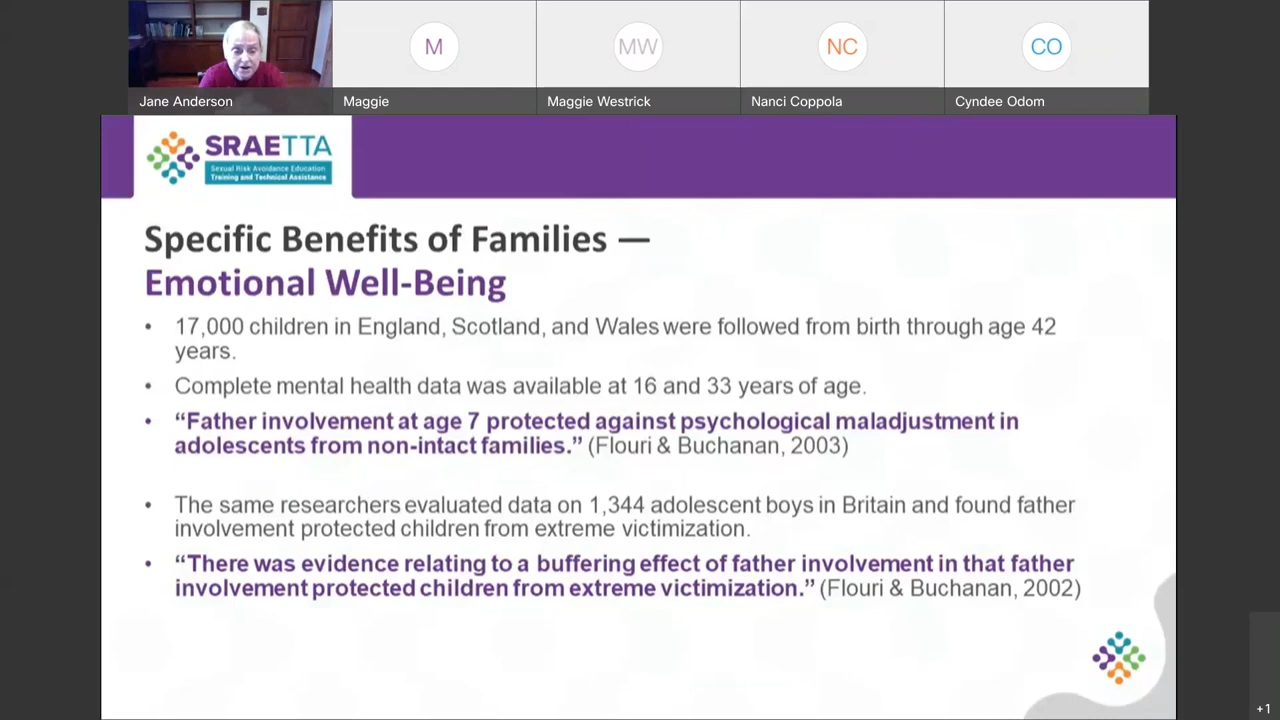 M
MW
NC
CO
Jane Anderson
Maggie
Maggie Westrick
Nanci Coppola
Cyndee Odom
SRAETTA
Sexual Risk Avoidance Education
Training and Technical Assistance
Specific Benefits of Families —
Emotional Well-Being
• 17,000 children in England, Scotland, and Wales were followed from birth through age 42
years.
• Complete mental health data was available at 16 and 33 years of age.
• “Father involvement at age 7 protected against psychological maladjustment in
adolescents from non-intact families.” (Flouri & Buchanan, 2003)
• The same researchers evaluated data on 1,344 adolescent boys in Britain and found father
involvement protected children from extreme victimization.
• “There was evidence relating to a buffering effect of father involvement in that father
involvement protected children from extreme victimization.” (Flouri & Buchanan, 2002)
+1